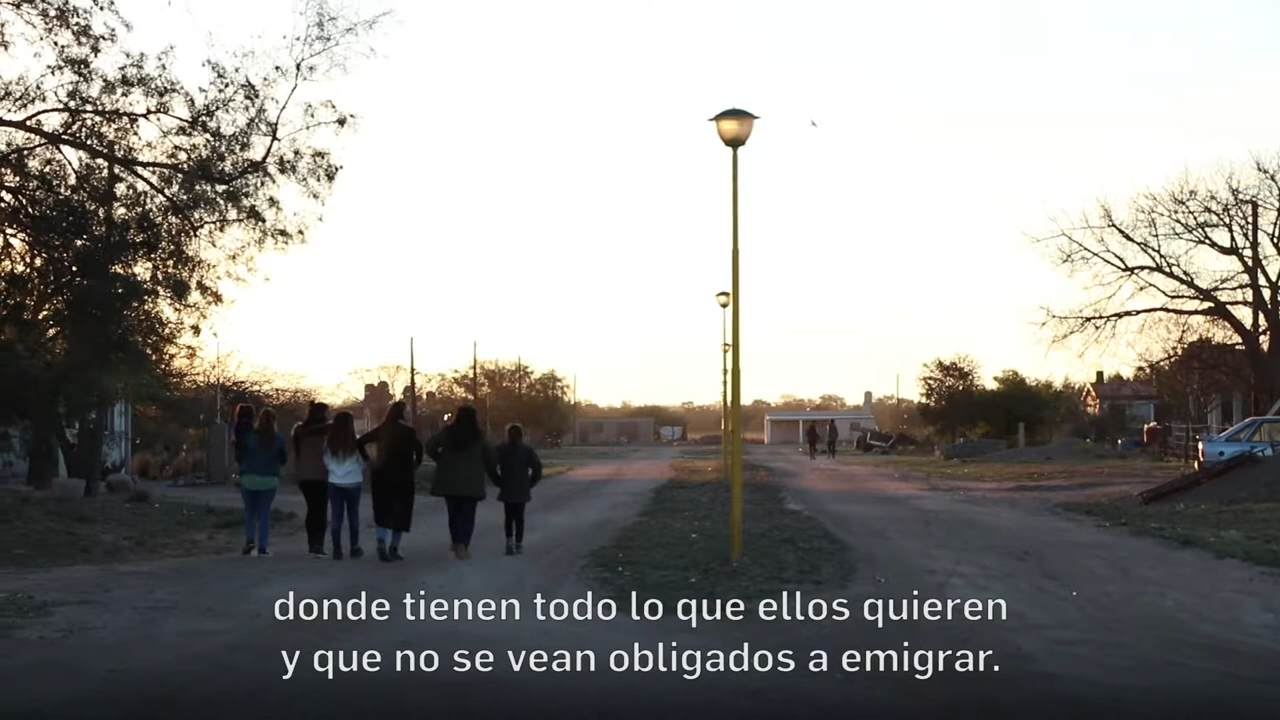 donde tienen todo lo que ellos quieren
y que no se vean obligados a emigrar.